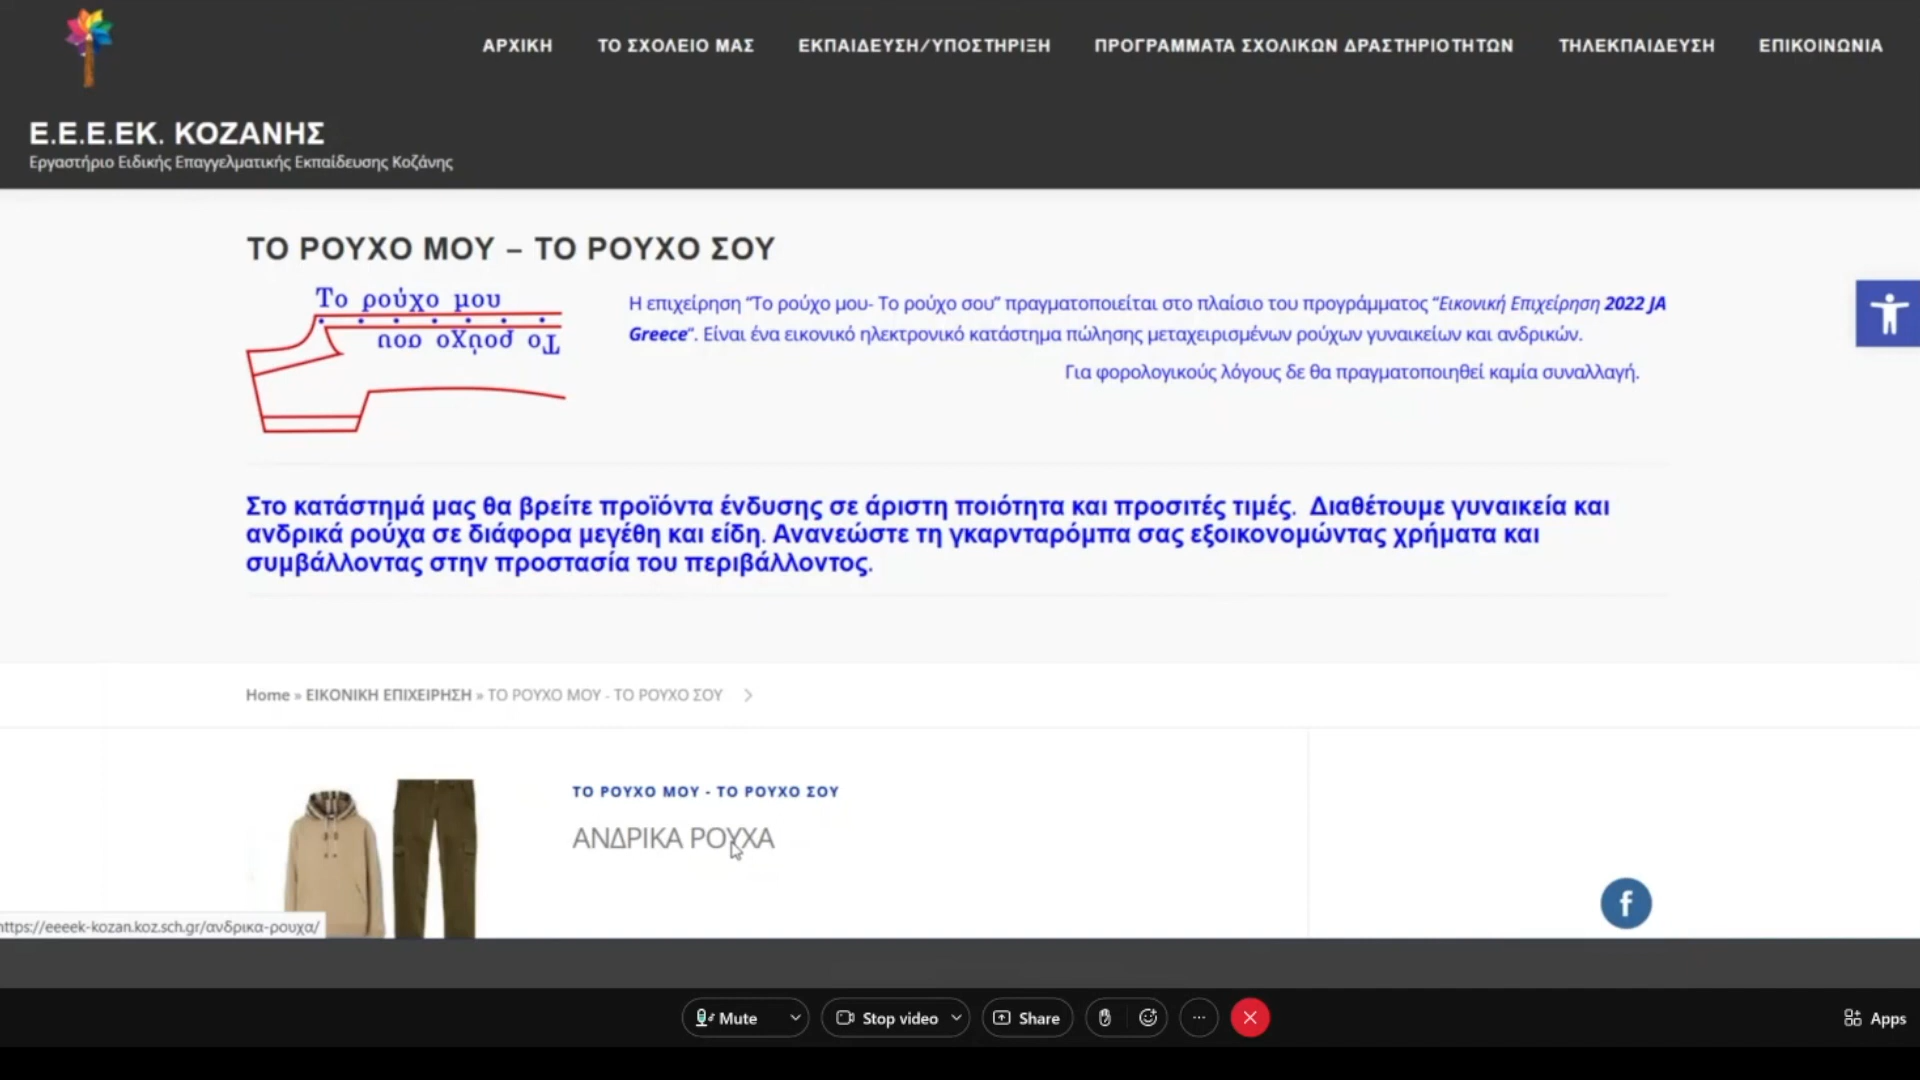 ΑΡΧΙΚΗ ΤΟ ΣΧΟΛΕΙΟ ΜΑΣ ΕΚΠΑΙΔΕΥΣΗ/ΥΠΟΣΤΗΡΙΞΗ ΠΡΟΓΡΑΜΜΑΤΑ ΣΧΟΛΙΚΩΝ ΔΡΑΣΤΗΡΙΟΤΗΤΩΝ ΤΗΛΕΚΠΑΙΔΕΥΣΗ ΕΠΙΚΟΙΝΩΝΙΑ
Ε.Ε.Ε.ΕΚ. ΚΟΖΑΝΗΣ
Εργαστήριο Ειδικής Επαγγελματικής Εκπαίδευσης Κοζάνης
ΤΟ ΡΟΥΧΟ ΜΟΥ – ΤΟ ΡΟΥΧΟ ΣΟΥ
Το ρούχο μου
Το ρούχο σου
Η επιχείρηση “Το ρούχο μου- Το ρούχο σου” πραγματοποιείται στο πλαίσιο του προγράμματος “Εικονική Επιχείρηση 2022 JA
Greece“. Είναι ένα εικονικό ηλεκτρονικό κατάστημα πώλησης μεταχειρισμένων ρούχων γυναικείων και ανδρικών.
Για φορολογικούς λόγους δε θα πραγματοποιηθεί καμία συναλλαγή.
Στο κατάστημά μας θα βρείτε προϊόντα ένδυσης σε άριστη ποιότητα και προσιτές τιμές. Διαθέτουμε γυναικεία και
ανδρικά ρούχα σε διάφορα μεγέθη και είδη. Ανανεώστε τη γκαρνταρόμπα σας εξοικονομώντας χρήματα και
συμβάλλοντας στην προστασία του περιβάλλοντος.
Home » ΕΙΚΟΝΙΚΗ ΕΠΙΧΕΙΡΗΣΗ » ΤΟ ΡΟΥΧΟ ΜΟΥ - ΤΟ ΡΟΥΧΟ ΣΟΥ
ΤΟ ΡΟΥΧΟ ΜΟΥ - ΤΟ ΡΟΥΧΟ ΣΟΥ
ΑΝΔΡΙΚΑ ΡΟΥΧΑ
https://eeeek-kozan.koz.sch.gr/ανδρικα-ρουχα/
Mute Stop video Share Apps